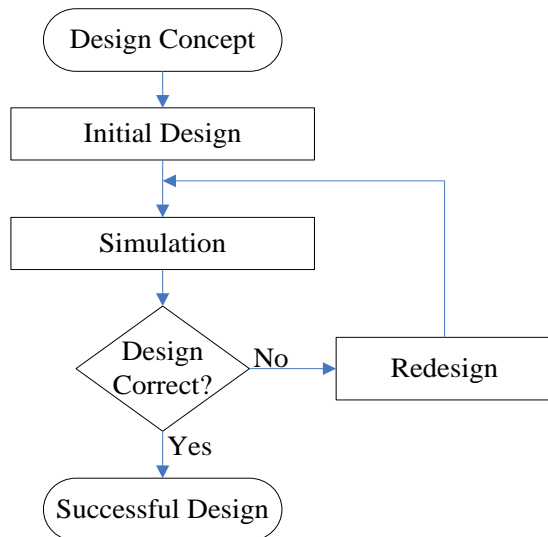 Design Concept
Initial Design
Simulation
Design
Correct?
No
Redesign
Yes
Successful Design